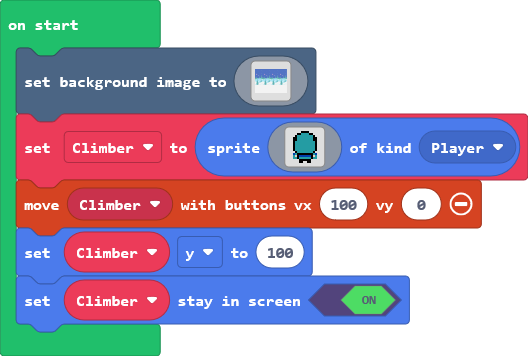 on start
set background image to
set Climber to sprite of kind Player
move Climber with buttons vx 100 vy 0
set Climber y to 100
set Climber stay in screen ON